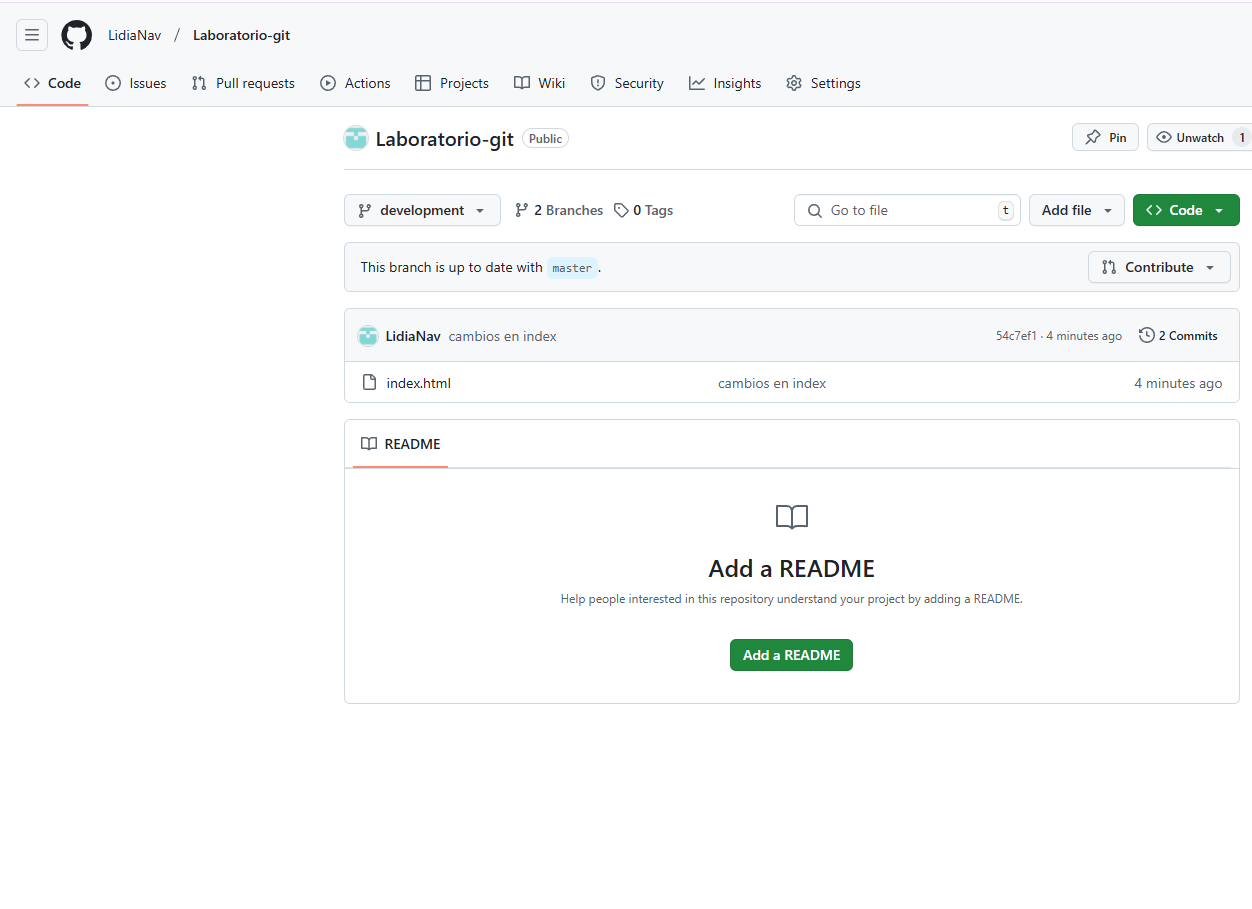 LidiaNav / Laboratorio-git
Code Issues Pull requests Actions Projects Wiki Security Insights Settings
Laboratorio-git Public Pin Unwatch 1
development 2 Branches 0 Tags Go to file t Add file Code
This branch is up to date with master. Contribute
LidiaNav cambios en index 54c7ef1 · 4 minutes ago 2 Commits
index.html cambios en index 4 minutes ago
README
Add a README
Help people interested in this repository understand your project by adding a README.
Add a README